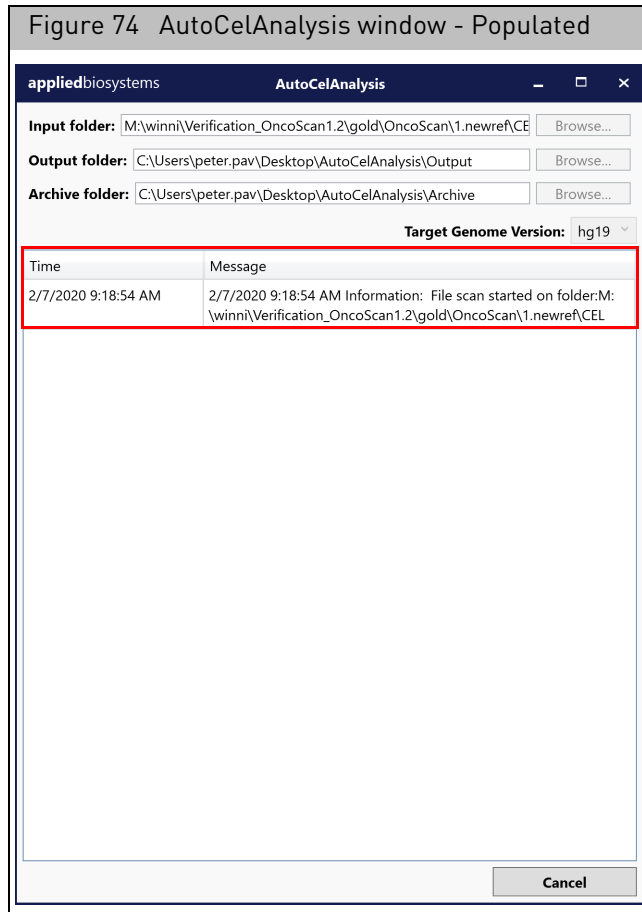 Figure 74 AutoCelAnalysis window - Populated
appliedbiosystems AutoCelAnalysis
Input folder: M:\winni\Verification_OncoScan1.2\gold\OncoScan\1.newref\CE Browse...
Output folder: C:\Users\peter.pav\Desktop\AutoCelAnalysis\Output Browse...
Archive folder: C:\Users\peter.pav\Desktop\AutoCelAnalysis\Archive Browse...
Target Genome Version: hg19
Time Message
2/7/2020 9:18:54 AM 2/7/2020 9:18:54 AM Information: File scan started on folder:M:
\winni\Verification_OncoScan1.2\gold\OncoScan\1.newref\CEL
Cancel